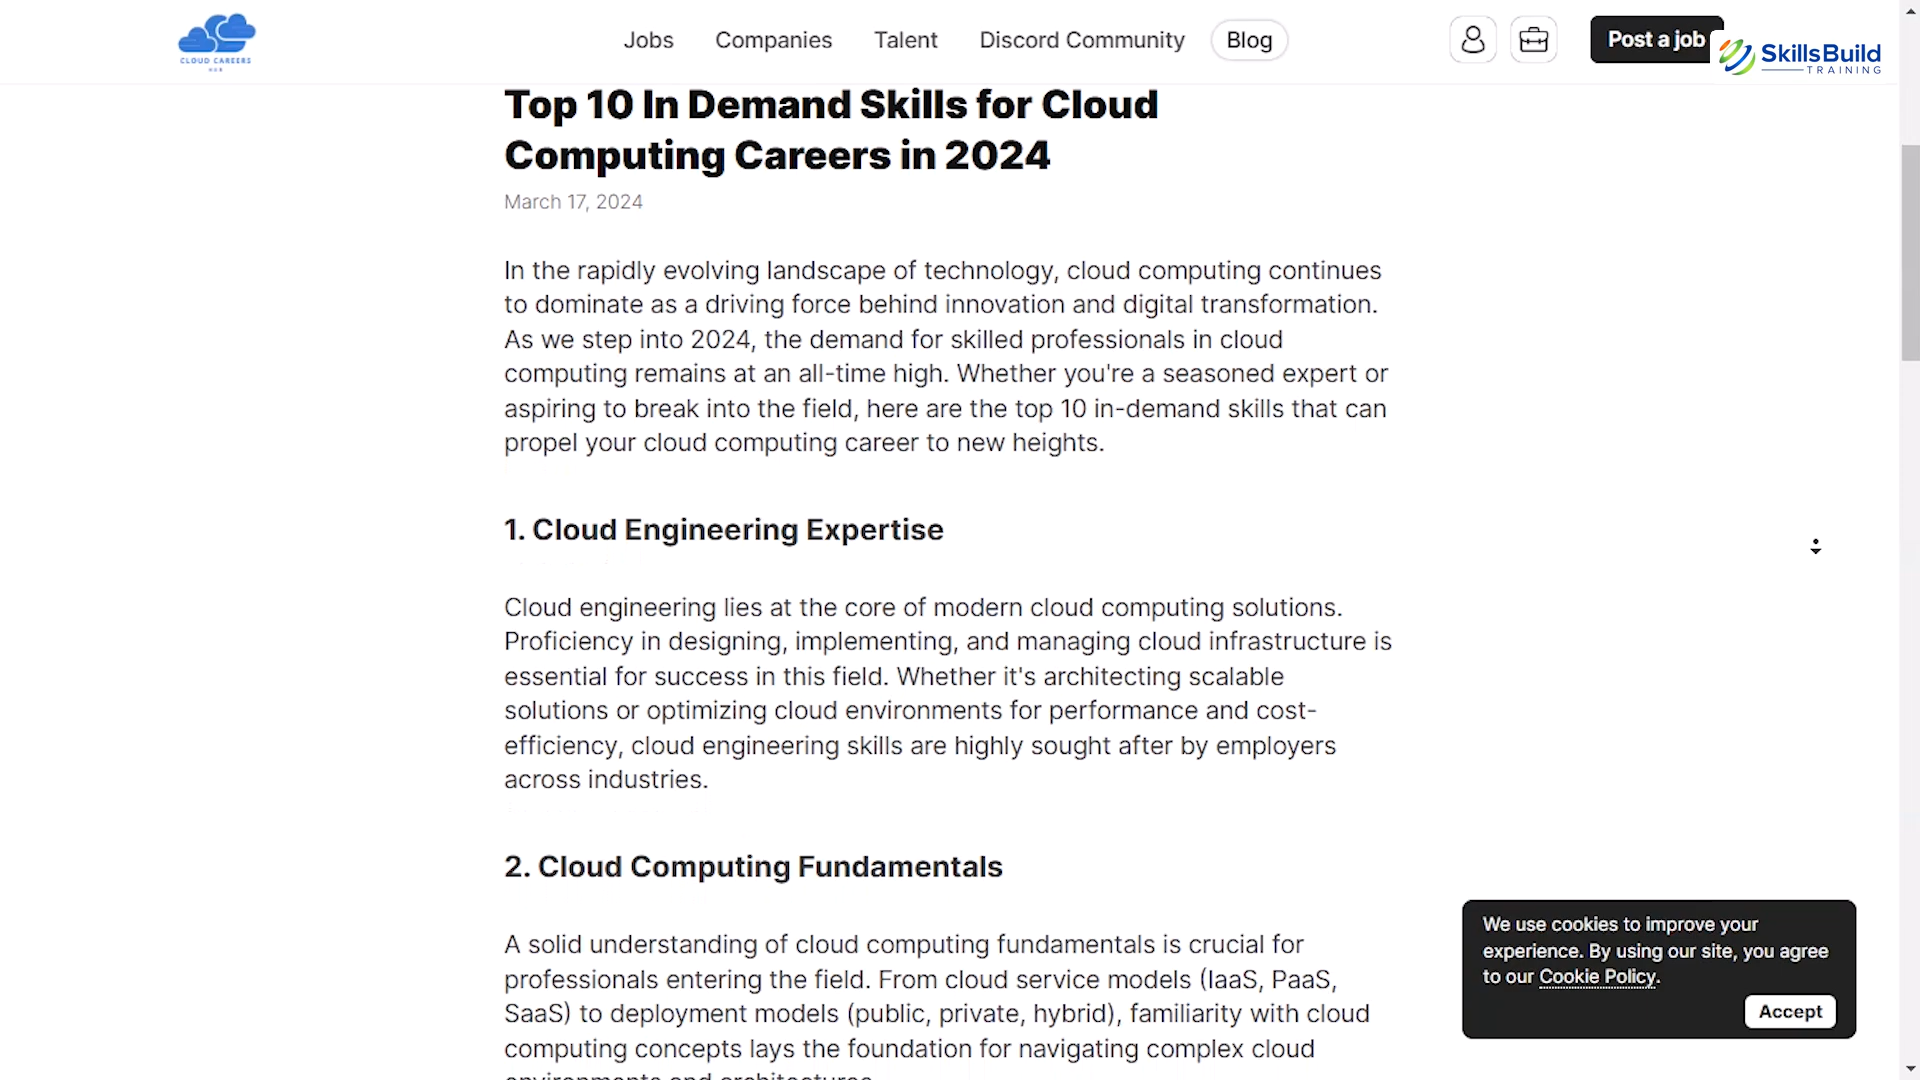 CLOUD CAREERS
HUB
Jobs
Companies
Talent
Discord Community
Blog
Post a job
SkillsBuild
TRAINING
Top 10 In Demand Skills for Cloud
Computing Careers in 2024
March 17, 2024
In the rapidly evolving landscape of technology, cloud computing continues
to dominate as a driving force behind innovation and digital transformation.
As we step into 2024, the demand for skilled professionals in cloud
computing remains at an all-time high. Whether you're a seasoned expert or
aspiring to break into the field, here are the top 10 in-demand skills that can
propel your cloud computing career to new heights.
1. Cloud Engineering Expertise
Cloud engineering lies at the core of modern cloud computing solutions.
Proficiency in designing, implementing, and managing cloud infrastructure is
essential for success in this field. Whether it's architecting scalable
solutions or optimizing cloud environments for performance and cost-
efficiency, cloud engineering skills are highly sought after by employers
across industries.
2. Cloud Computing Fundamentals
A solid understanding of cloud computing fundamentals is crucial for
professionals entering the field. From cloud service models (IaaS, PaaS,
SaaS) to deployment models (public, private, hybrid), familiarity with cloud
computing concepts lays the foundation for navigating complex cloud
environments and architectures.
We use cookies to improve your
experience. By using our site, you agree
to our Cookie Policy.
Accept